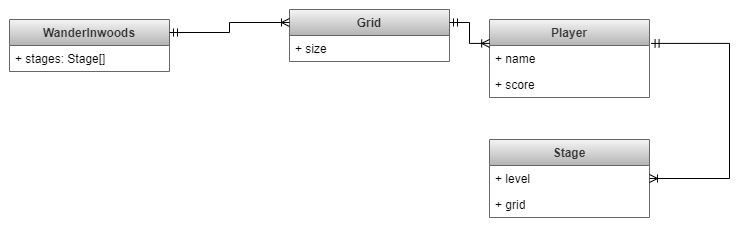 WanderInwoods
+ stages: Stage[]
Grid
+ size
Player
+ name
+ score
Stage
+ level
+ grid